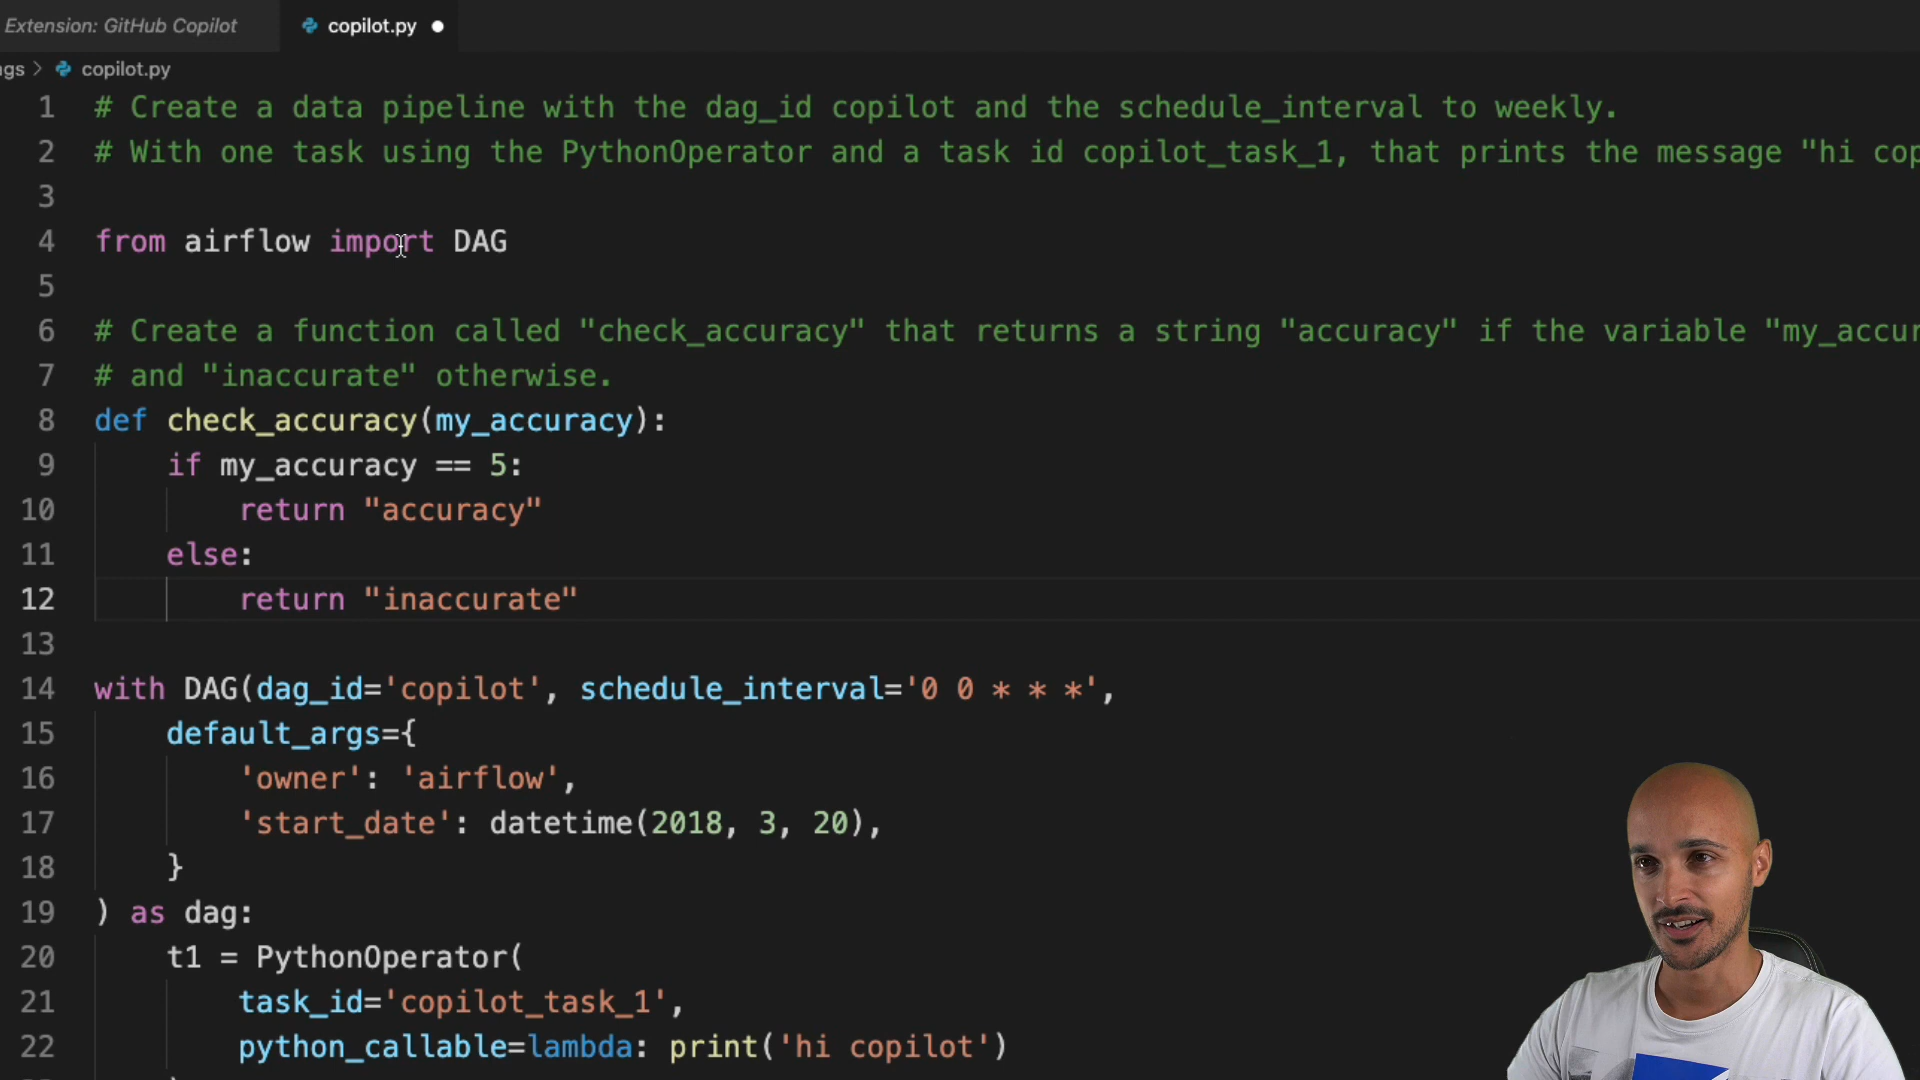 Extension: GitHub Copilot
copilot.py
gs > copilot.py
1 # Create a data pipeline with the dag_id copilot and the schedule_interval to weekly.
2 # With one task using the PythonOperator and a task id copilot_task_1, that prints the message "hi cop
3
4 from airflow import DAG
5
6 # Create a function called "check_accuracy" that returns a string "accuracy" if the variable "my_accur
7 # and "inaccurate" otherwise.
8 def check_accuracy(my_accuracy):
9 if my_accuracy == 5:
10 return "accuracy"
11 else:
12 return "inaccurate"
13
14 with DAG(dag_id='copilot', schedule_interval='0 0 * * *',
15 default_args={
16 'owner': 'airflow',
17 'start_date': datetime(2018, 3, 20),
18 }
19 ) as dag:
20 t1 = PythonOperator(
21 task_id='copilot_task_1',
22 python_callable=lambda: print('hi copilot')